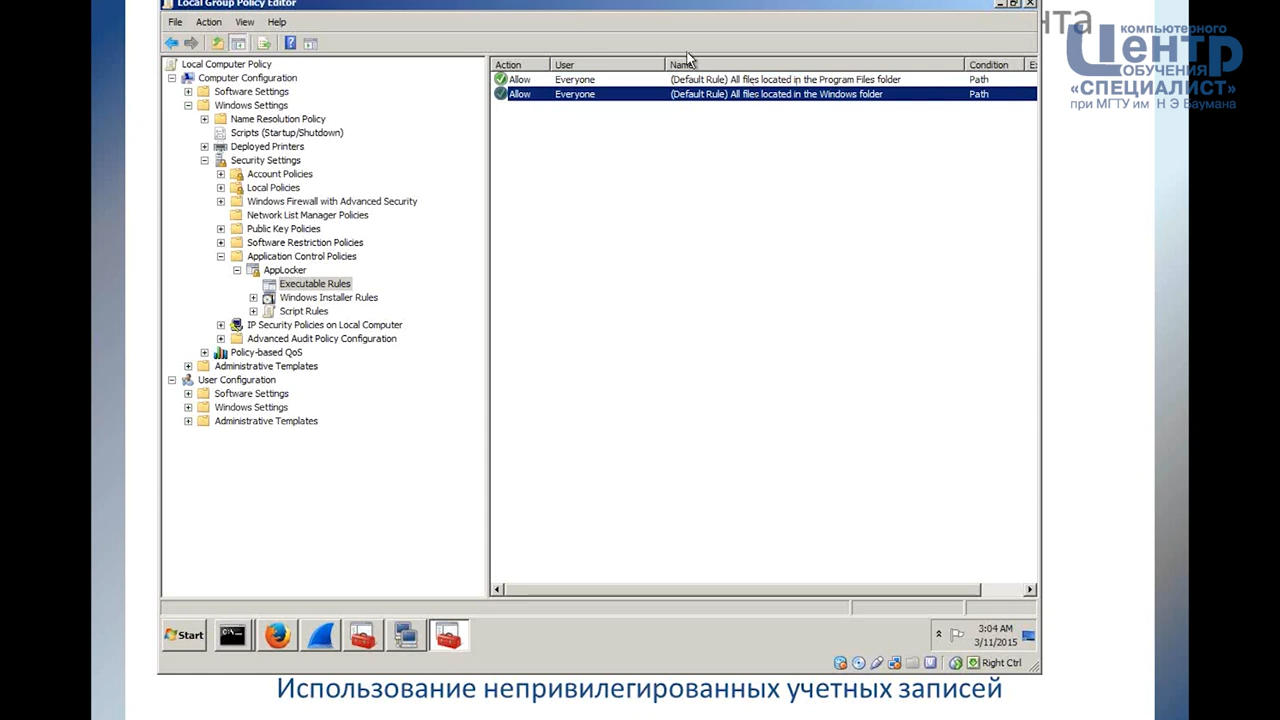 Local Group Policy Editor
нта
компьютерного
Центр
ОБУЧЕНИЯ
«СПЕЦИАЛИСТ»
при МГТУ им Н Э Баумана
File Action View Help
Action User Name Condition
Allow Everyone (Default Rule) All files located in the Program Files folder Path
Allow Everyone (Default Rule) All files located in the Windows folder Path
Local Computer Policy
Computer Configuration
Software Settings
Windows Settings
Name Resolution Policy
Scripts (Startup/Shutdown)
Deployed Printers
Security Settings
Account Policies
Local Policies
Windows Firewall with Advanced Security
Network List Manager Policies
Public Key Policies
Software Restriction Policies
Application Control Policies
AppLocker
Executable Rules
Windows Installer Rules
Script Rules
IP Security Policies on Local Computer
Advanced Audit Policy Configuration
Policy-based QoS
Administrative Templates
User Configuration
Software Settings
Windows Settings
Administrative Templates
Start
3:04 AM
3/11/2015
Right Ctrl
Использование непривилегированных учетных записей